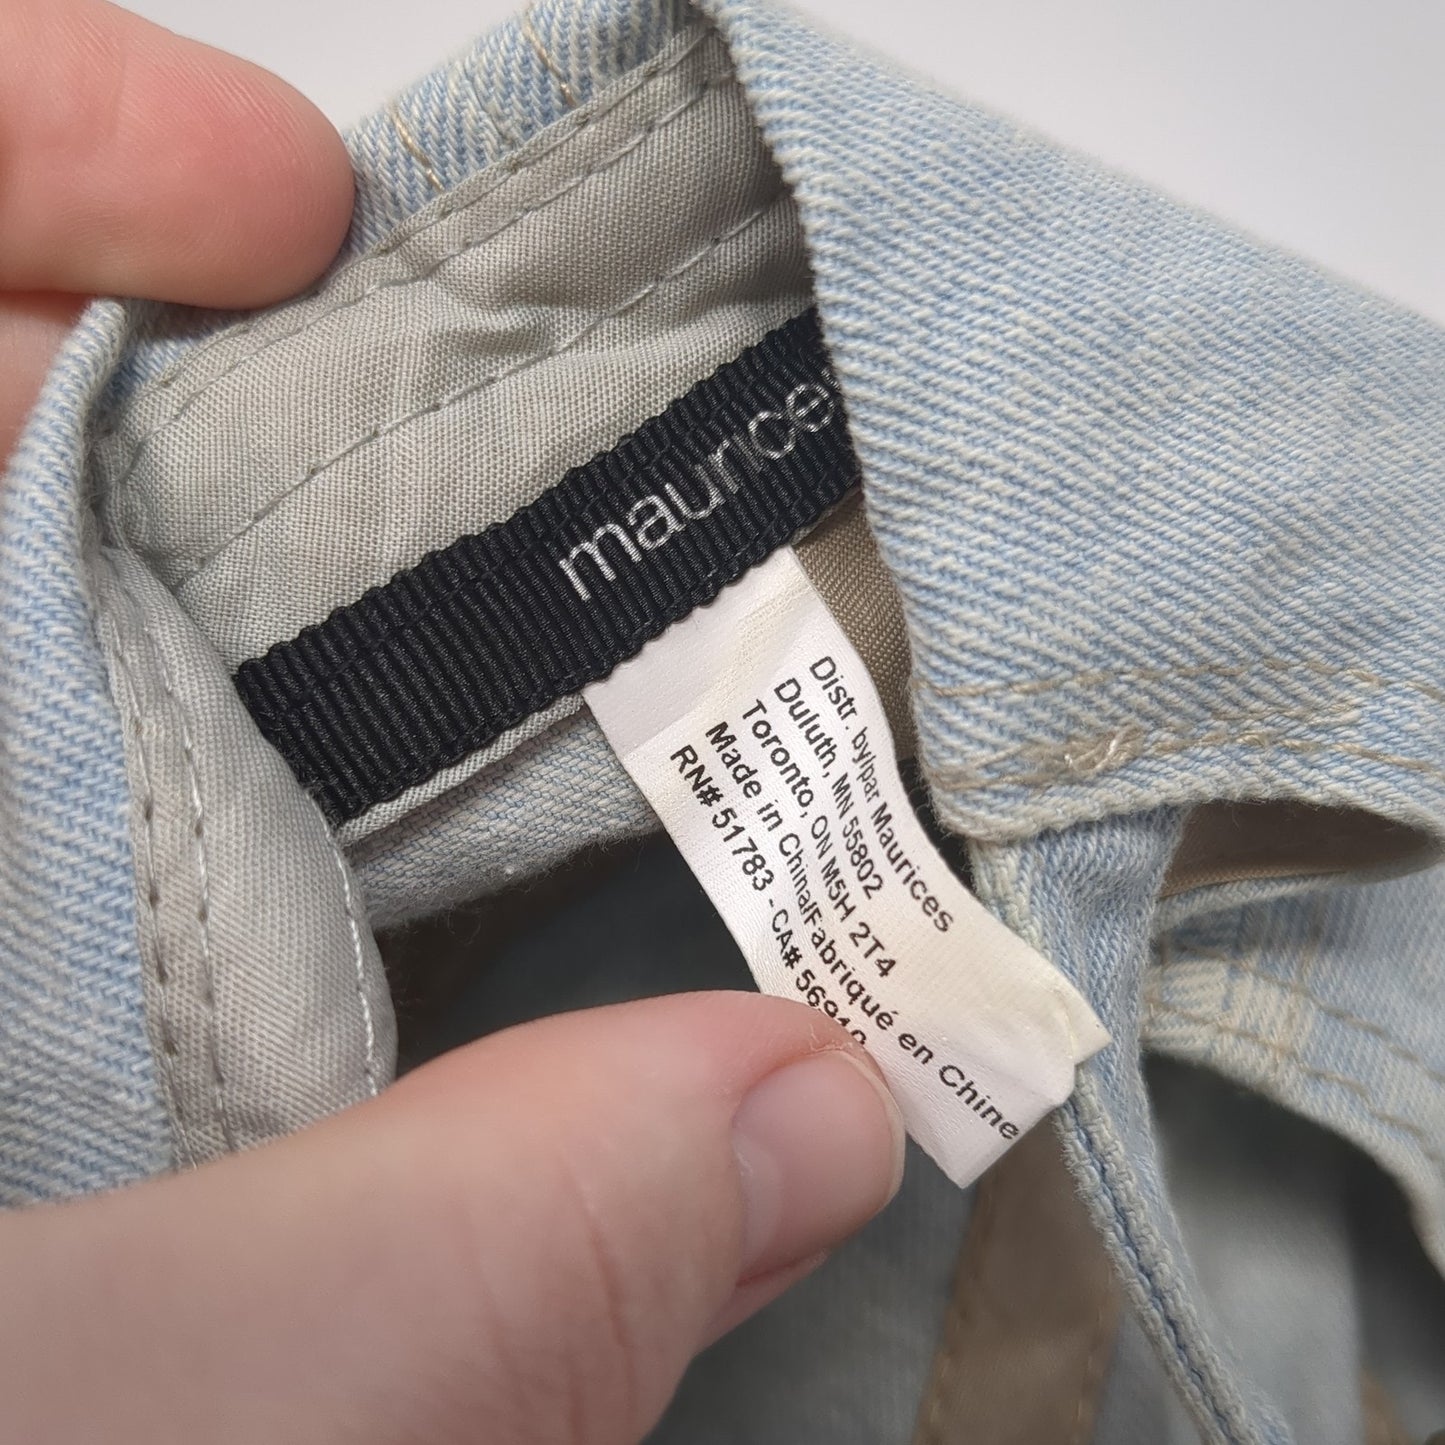 maurices
Distr. by/par Maurices
Duluth, MN 55802
Toronto, ON M5H 2T4
Made in China/Fabriqué en Chine
RN# 51783 - CA# 56910